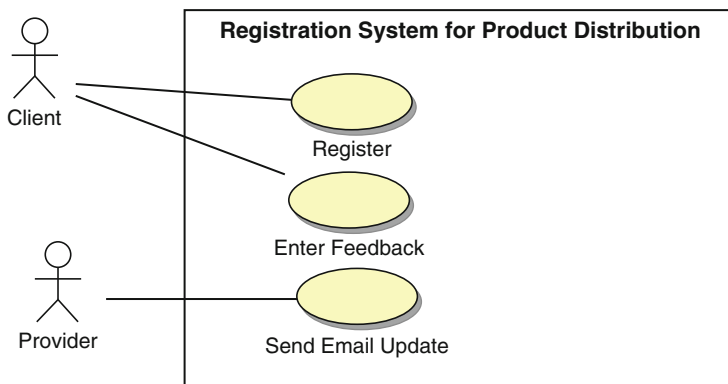 Registration System for Product Distribution
Client
Register
Enter Feedback
Provider
Send Email Update